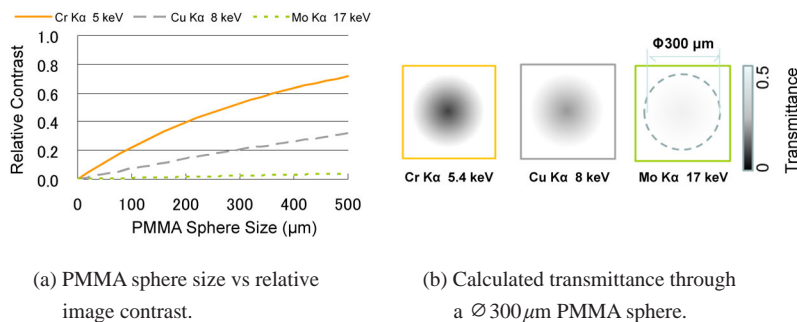 Cr Kα 5 keV Cu Kα 8 keV Mo Kα 17 keV
Relative Contrast
1.0
0.8
0.6
0.4
0.2
0.0
0 100 200 300 400 500
PMMA Sphere Size (μm)
Φ300 μm
Cr Kα 5.4 keV Cu Kα 8 keV Mo Kα 17 keV
0.5
0
Transmittance
(a) PMMA sphere size vs relative
image contrast.
(b) Calculated transmittance through
a ∅300μm PMMA sphere.